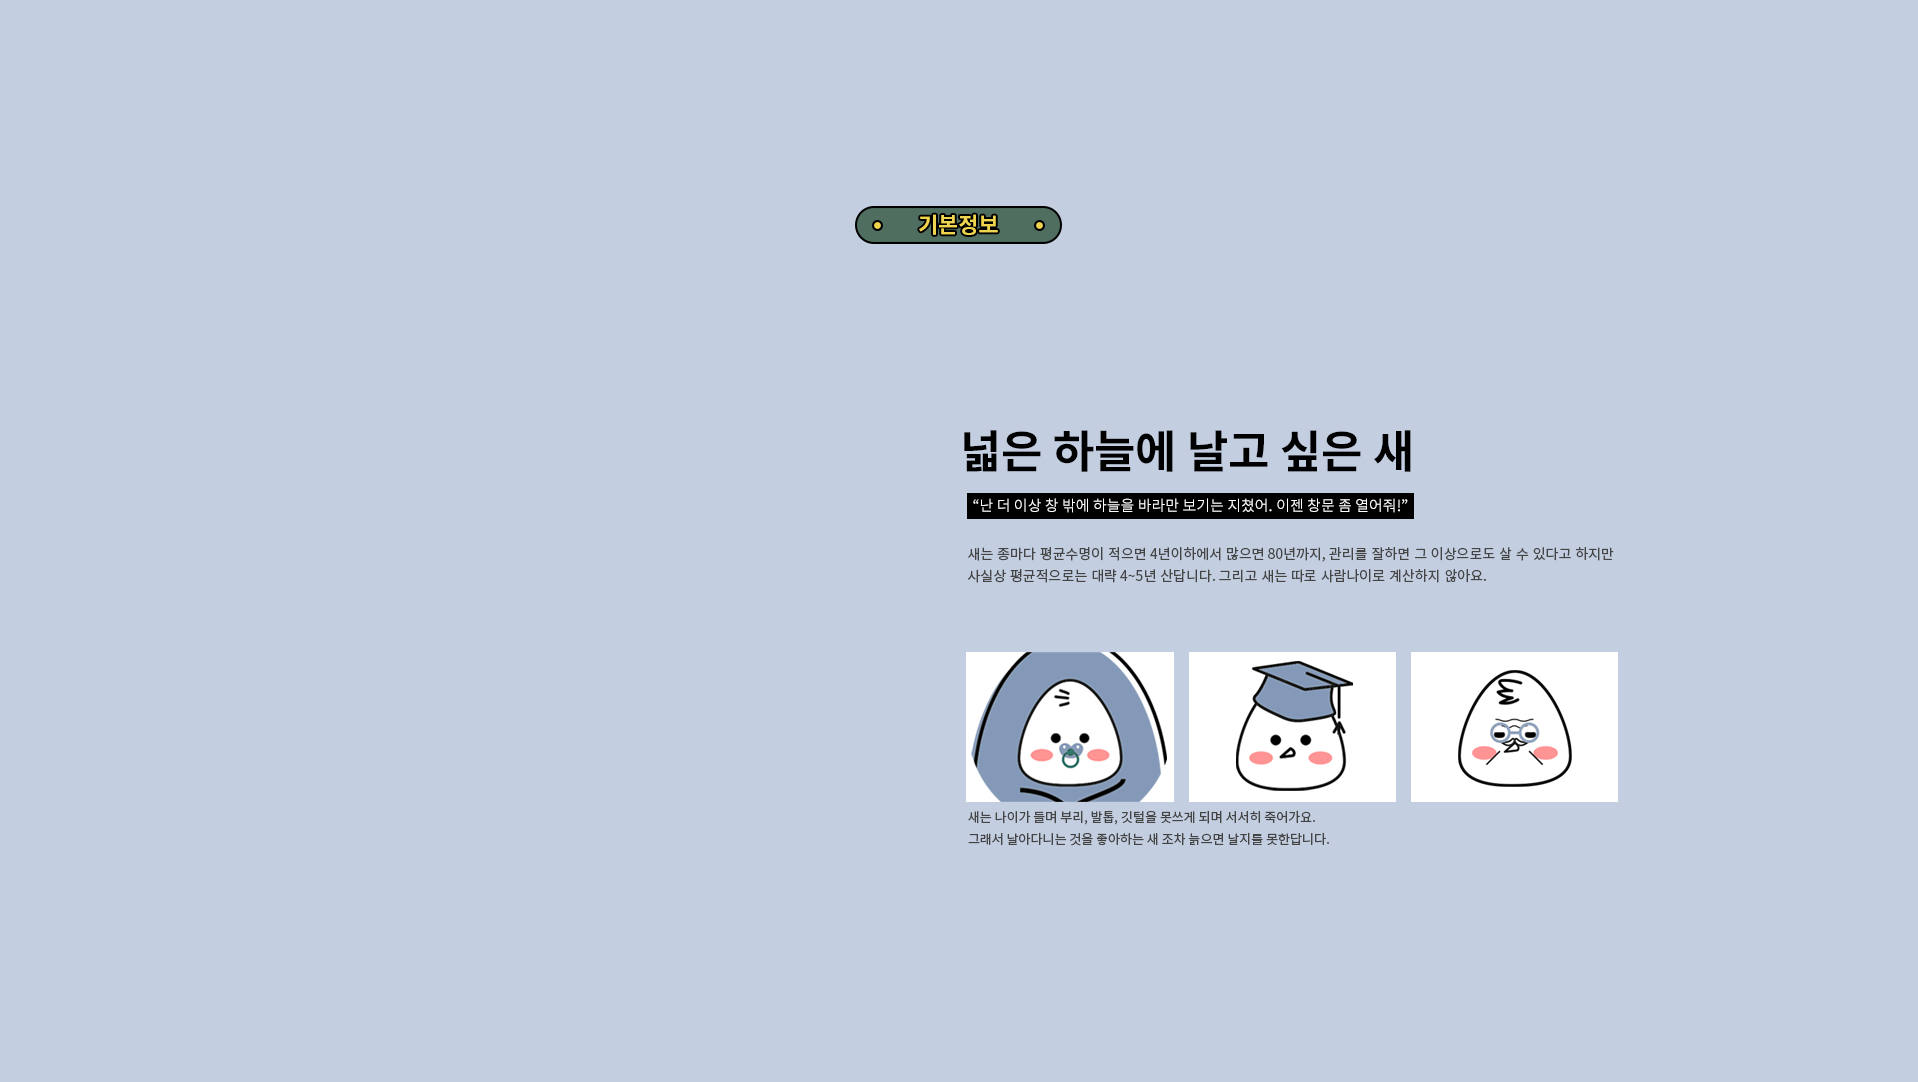 기본정보
넓은 하늘에 날고 싶은 새
“난 더 이상 창 밖에 하늘을 바라만 보기는 지쳤어. 이젠 창문 좀 열어줘!”
새는 종마다 평균수명이 적으면 4년이하에서 많으면 80년까지, 관리를 잘하면 그 이상으로도 살 수 있다고 하지만
사실상 평균적으로는 대략 4~5년 산답니다. 그리고 새는 따로 사람나이로 계산하지 않아요.
새는 나이가 들며 부리, 발톱, 깃털을 못쓰게 되며 서서히 죽어가요.
그래서 날아다니는 것을 좋아하는 새 조차 늙으면 날지를 못한답니다.